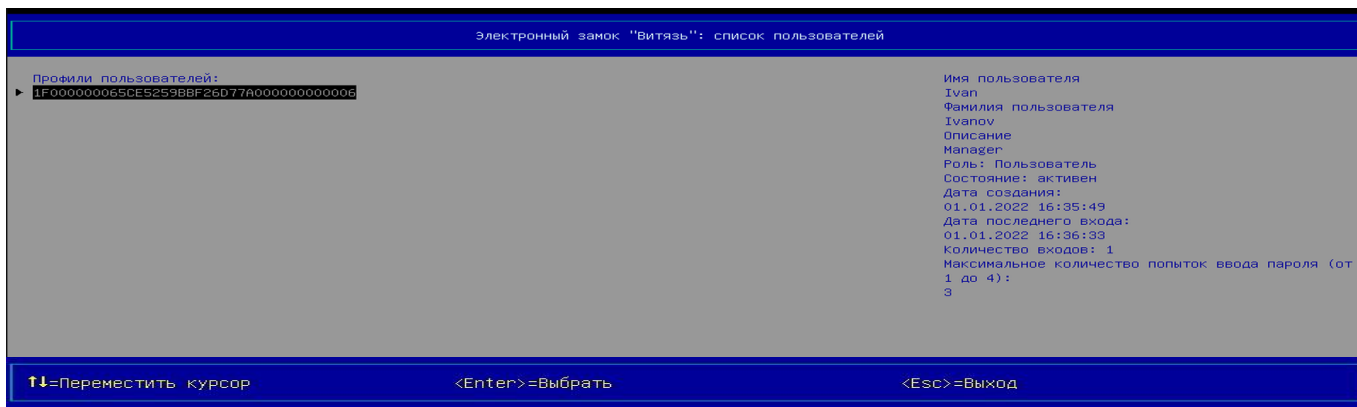 Электронный замок "Витязь": список пользователей
Профили пользователей:
► 1F000000065CE5259BBF26D77A000000000006
Имя пользователя
Ivan
Фамилия пользователя
Ivanov
Описание
Manager
Роль: Пользователь
Состояние: активен
Дата создания:
01.01.2022 16:35:49
Дата последнего входа:
01.01.2022 16:36:33
Количество входов: 1
Максимальное количество попыток ввода пароля (от
1 до 4):
3
↑↓=Переместить курсор <Enter>=Выбрать <Esc>=Выход